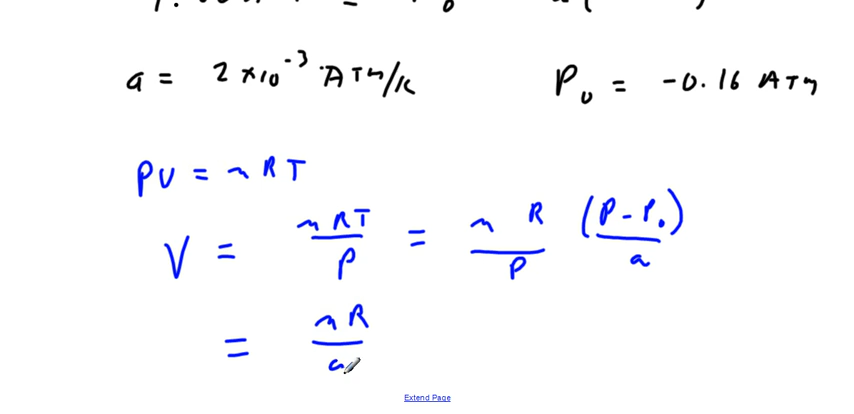 a = 2×10⁻³ ATM/K    P₀ = -0.16 ATM
PV = nRT
V = nRT/P = nR/P (P-P₀)/a
= nR/a
Extend Page